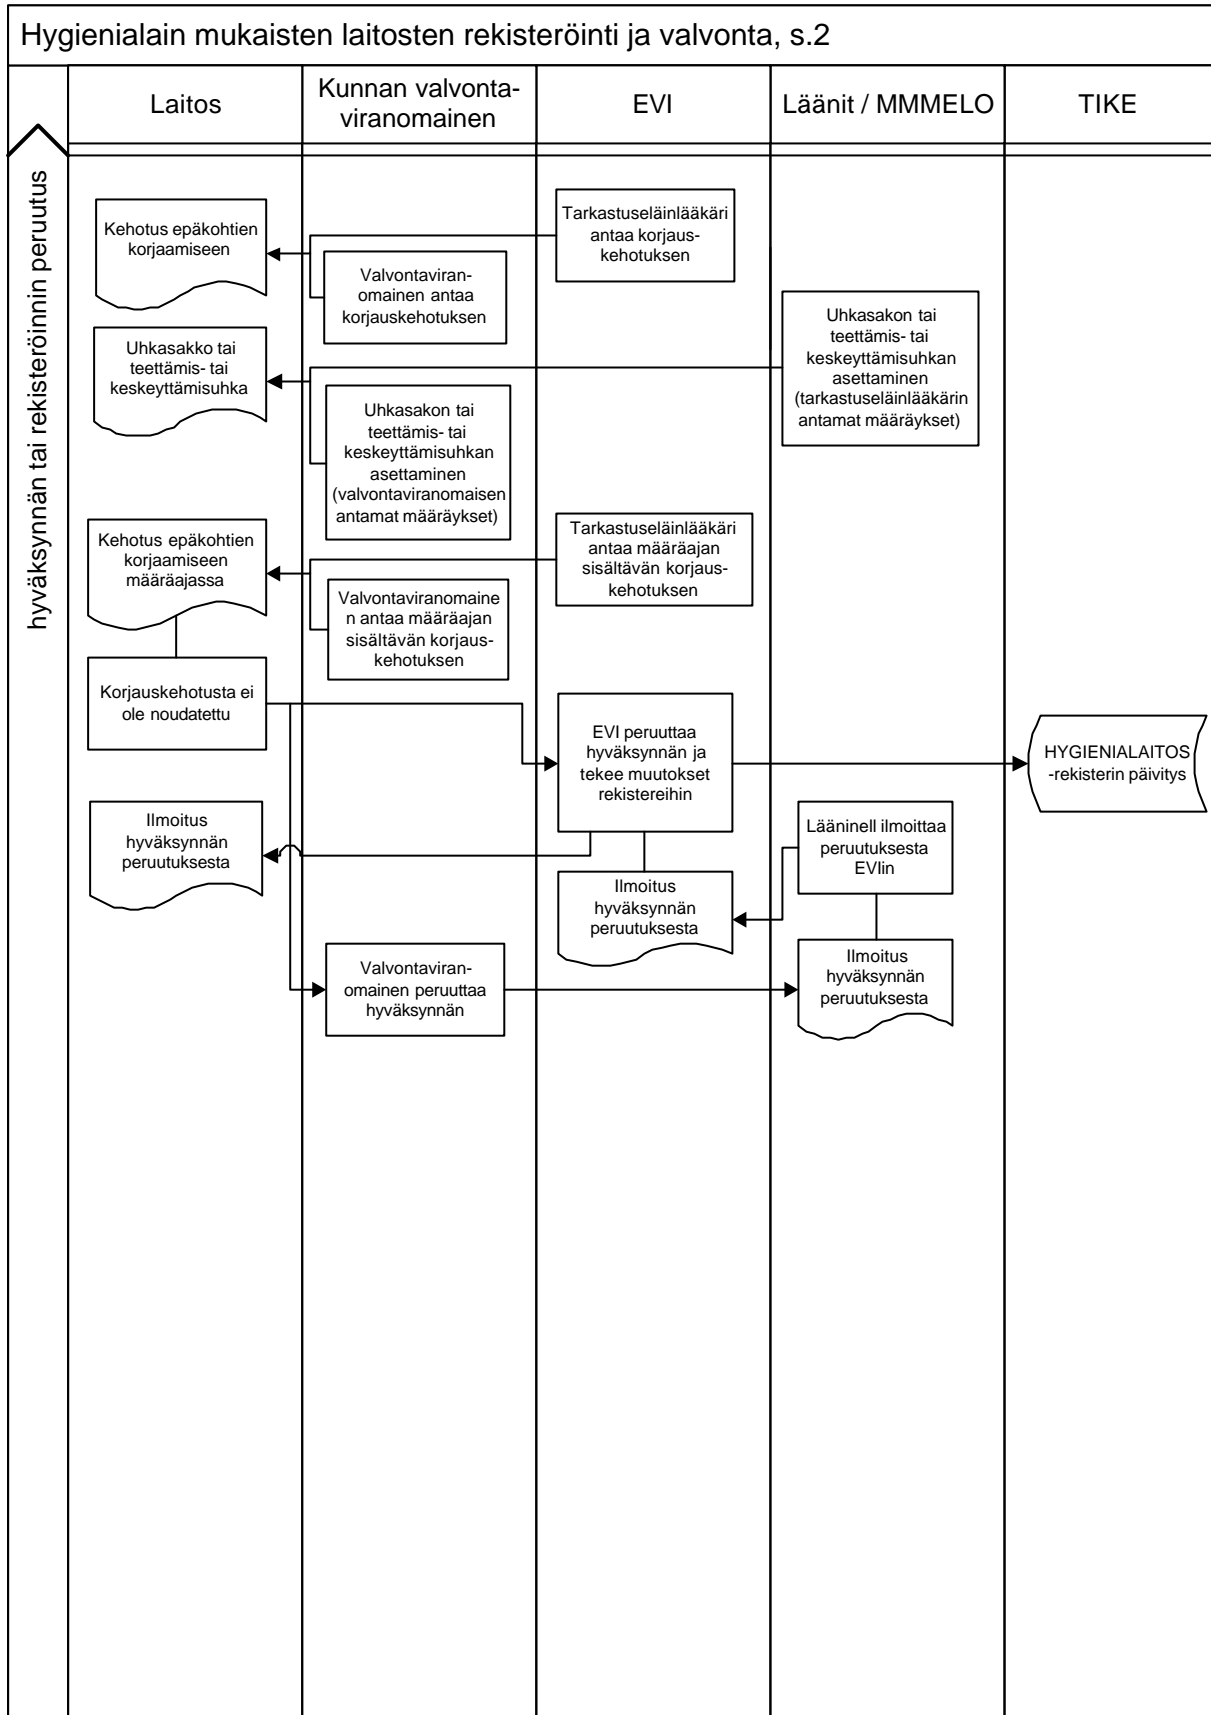 Hygienialain mukaisten laitosten rekisteröinti ja valvonta, s.2
Laitos
Kunnan valvonta-
viranomainen
EVI
Läänit / MMMELO
TIKE
hyväksynnän tai rekisteröinnin peruutus
Kehotus epäkohtien
korjaamiseen
Tarkastuseläinlääkäri
antaa korjaus-
kehotuksen
Valvontaviran-
omainen antaa
korjauskehotuksen
Uhkasakko tai
teettämis- tai
keskeyttämisuhka
Uhkasakon tai
teettämis- tai
keskeyttämisuhkan
asettaminen
(tarkastuseläinlääkärin
antamat määräykset)
Uhkasakon tai
teettämis- tai
keskeyttämisuhkan
asettaminen
(valvontaviranomaisen
antamat määräykset)
Kehotus epäkohtien
korjaamiseen
määräajassa
Tarkastuseläinlääkäri
antaa määräajan
sisältävän korjaus-
kehotuksen
Valvontaviranomaine
n antaa määräajan
sisältävän korjaus-
kehotuksen
Korjauskehotusta ei
ole noudatettu
EVI peruuttaa
hyväksynnän ja
tekee muutokset
rekistereihin
HYGIENIALAITOS
-rekisterin päivitys
Ilmoitus
hyväksynnän
peruutuksesta
Lääninell ilmoittaa
peruutuksesta
EVIin
Ilmoitus
hyväksynnän
peruutuksesta
Valvontaviran-
omainen peruuttaa
hyväksynnän
Ilmoitus
hyväksynnän
peruutuksesta